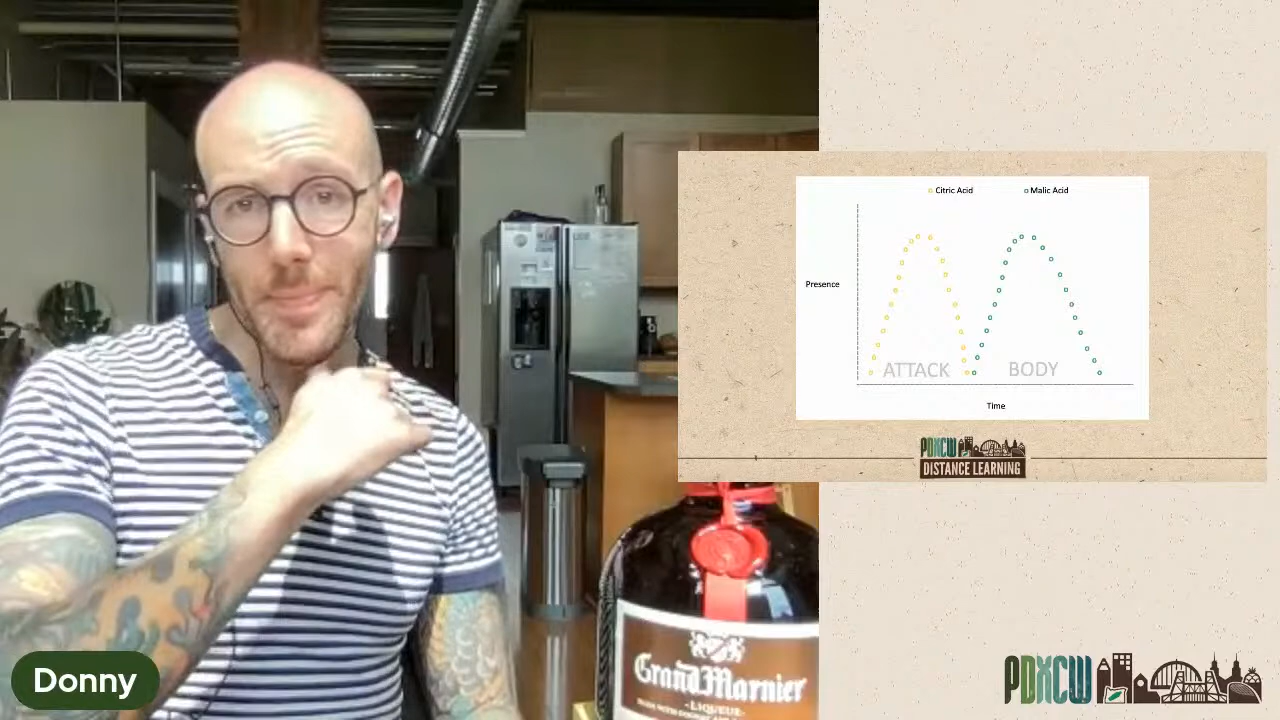 Citric Acid
Malic Acid
Presence
ATTACK
BODY
Time
PDXCW
DISTANCE LEARNING
Grand Marnier
-LIQUEUR-
Donny
PDXCW